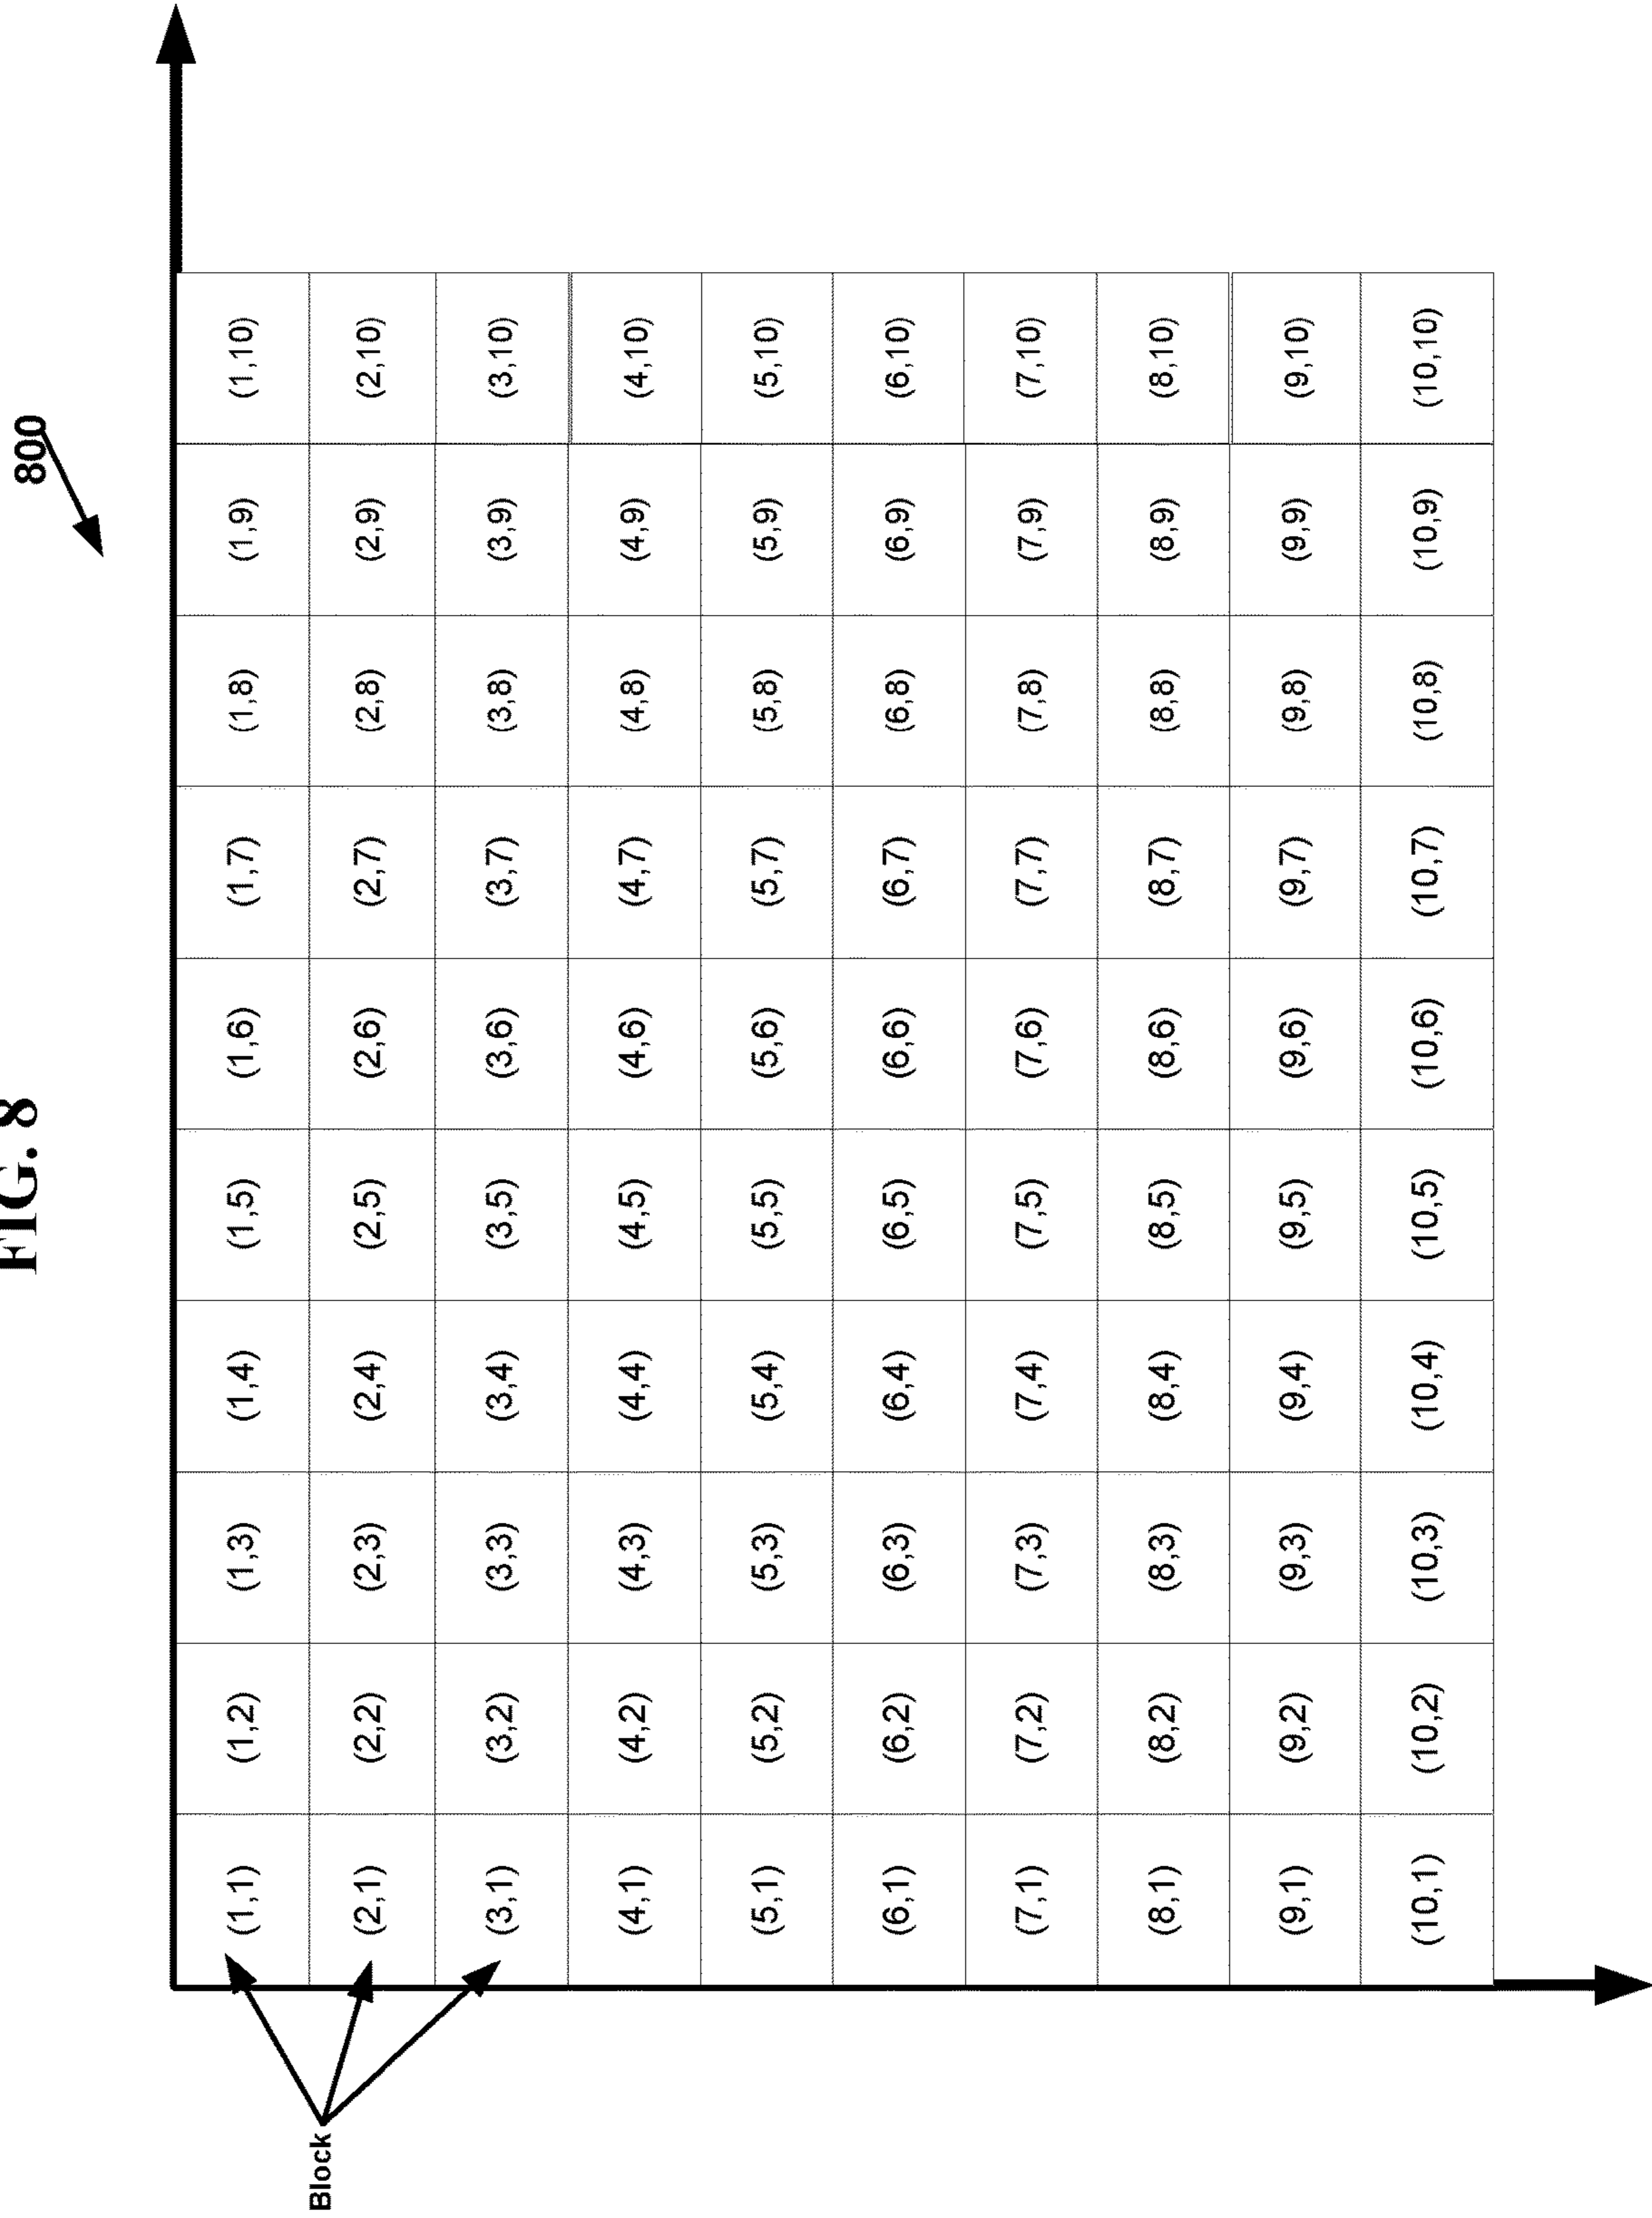 FIG. 8
800
Block
(1,1) (1,2) (1,3) (1,4) (1,5) (1,6) (1,7) (1,8) (1,9) (1,10)
(2,1) (2,2) (2,3) (2,4) (2,5) (2,6) (2,7) (2,8) (2,9) (2,10)
(3,1) (3,2) (3,3) (3,4) (3,5) (3,6) (3,7) (3,8) (3,9) (3,10)
(4,1) (4,2) (4,3) (4,4) (4,5) (4,6) (4,7) (4,8) (4,9) (4,10)
(5,1) (5,2) (5,3) (5,4) (5,5) (5,6) (5,7) (5,8) (5,9) (5,10)
(6,1) (6,2) (6,3) (6,4) (6,5) (6,6) (6,7) (6,8) (6,9) (6,10)
(7,1) (7,2) (7,3) (7,4) (7,5) (7,6) (7,7) (7,8) (7,9) (7,10)
(8,1) (8,2) (8,3) (8,4) (8,5) (8,6) (8,7) (8,8) (8,9) (8,10)
(9,1) (9,2) (9,3) (9,4) (9,5) (9,6) (9,7) (9,8) (9,9) (9,10)
(10,1) (10,2) (10,3) (10,4) (10,5) (10,6) (10,7) (10,8) (10,9) (10,10)